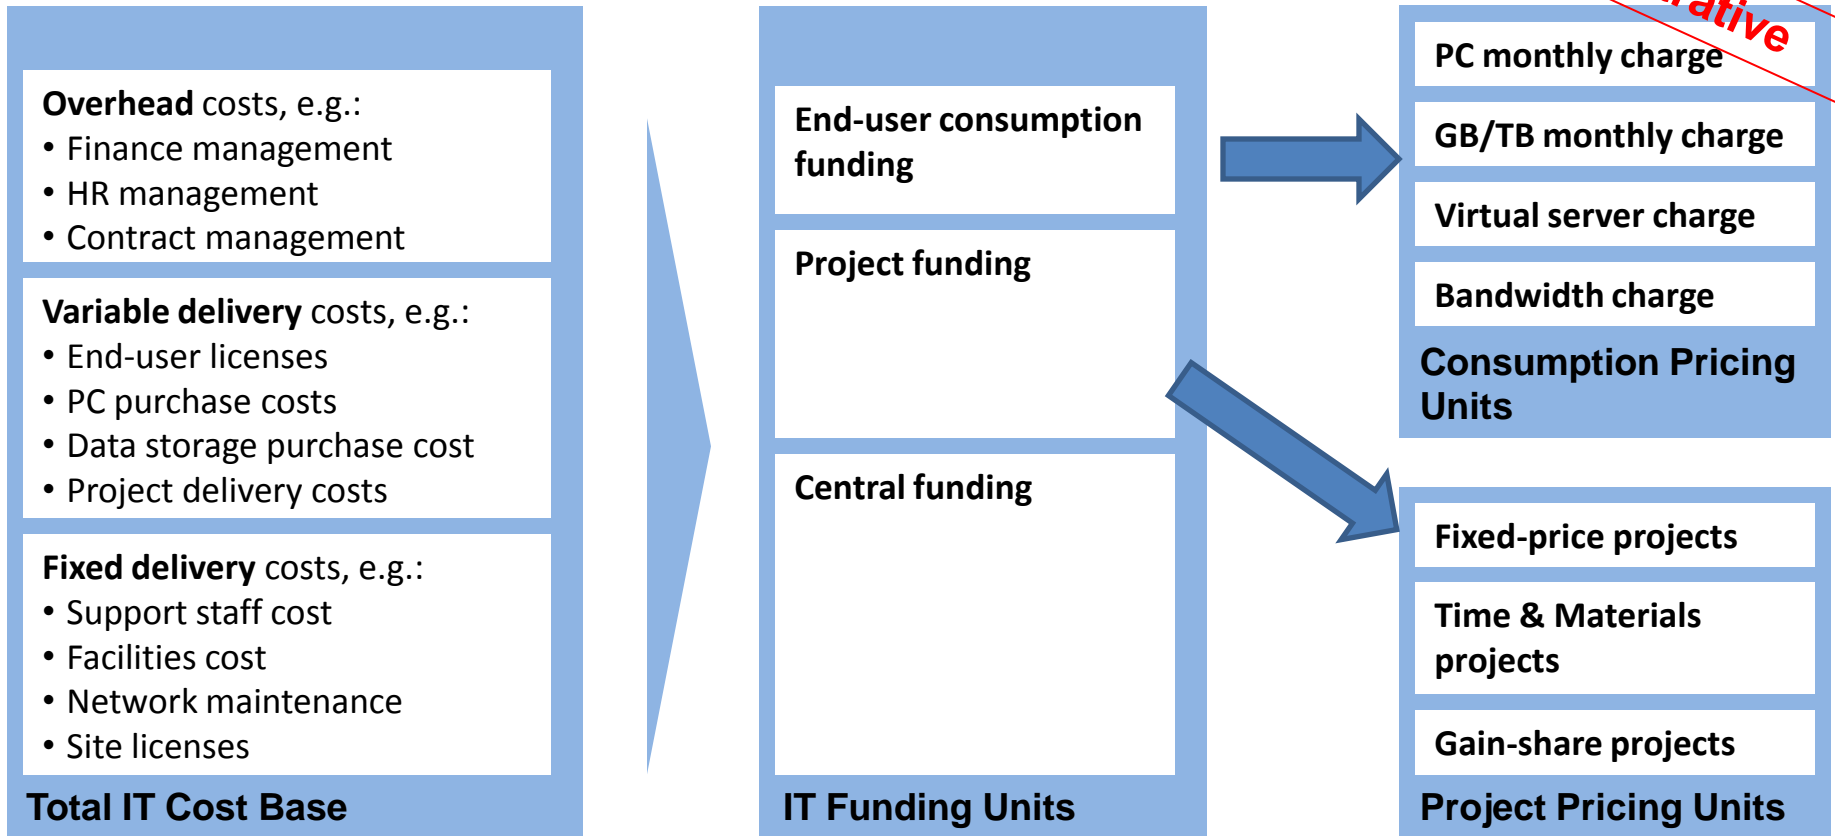 Overhead costs, e.g.:
• Finance management
• HR management
• Contract management
Variable delivery costs, e.g.:
• End-user licenses
• PC purchase costs
• Data storage purchase cost
• Project delivery costs
Fixed delivery costs, e.g.:
• Support staff cost
• Facilities cost
• Network maintenance
• Site licenses
Total IT Cost Base
End-user consumption
funding
Project funding
Central funding
IT Funding Units
PC monthly charge
GB/TB monthly charge
Virtual server charge
Bandwidth charge
Consumption Pricing
Units
Fixed-price projects
Time & Materials
projects
Gain-share projects
Project Pricing Units